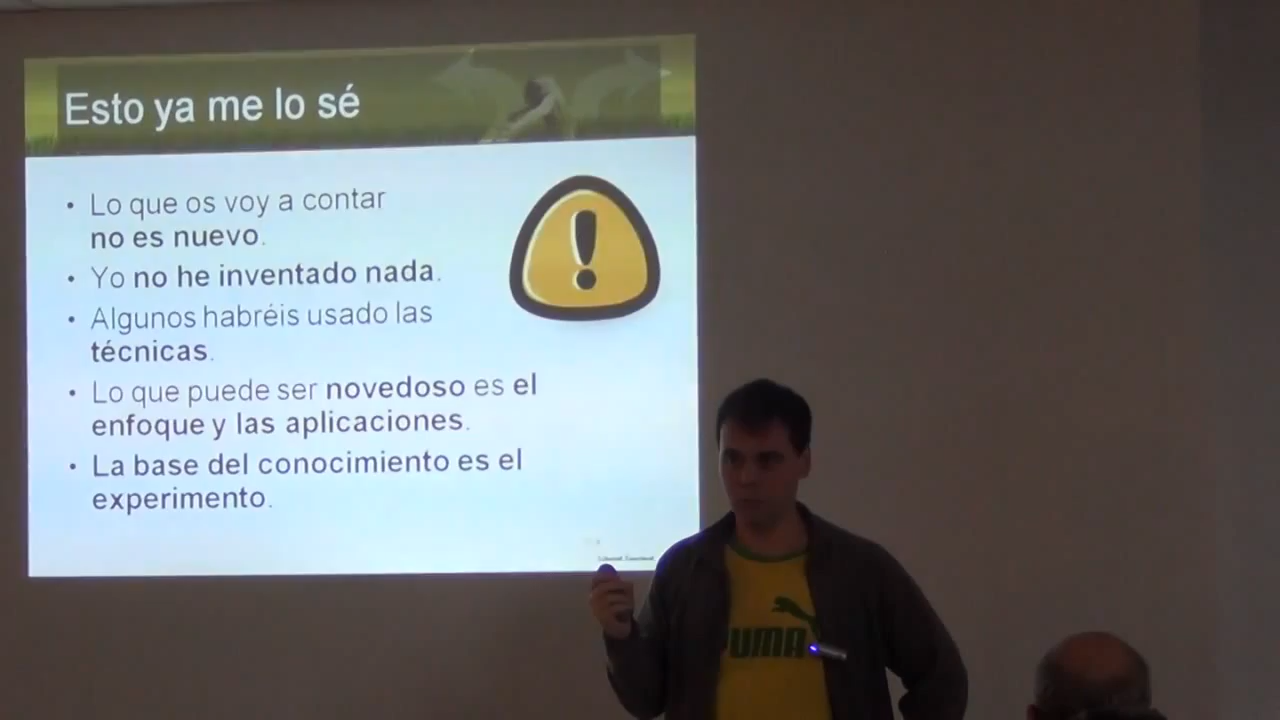 Esto ya me lo sé
• Lo que os voy a contar
no es nuevo.
• Yo no he inventado nada.
• Algunos habréis usado las
técnicas.
• Lo que puede ser novedoso es el
enfoque y las aplicaciones.
• La base del conocimiento es el
experimento.
PUMA